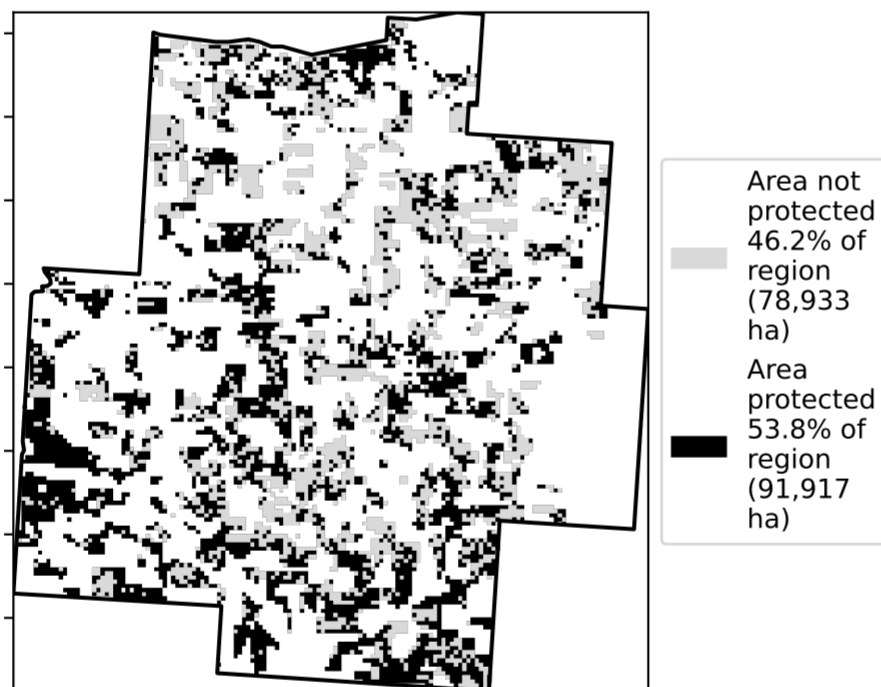 Area not
protected
46.2% of
region
(78,933
ha)
Area
protected
53.8% of
region
(91,917
ha)